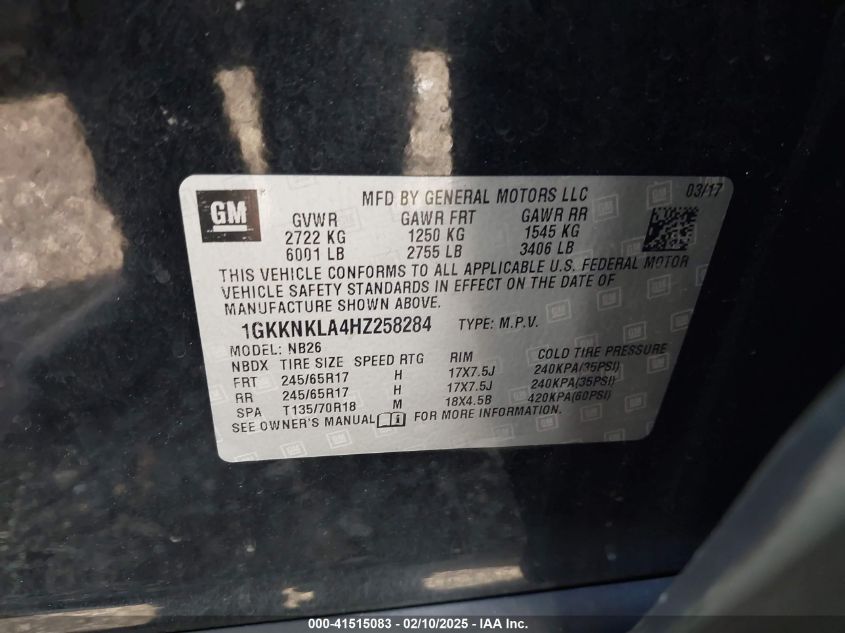 GM
MFD BY GENERAL MOTORS LLC 03/17
GVWR GAWR FRT GAWR RR
2722 KG 1250 KG 1545 KG
6001 LB 2755 LB 3406 LB
THIS VEHICLE CONFORMS TO ALL APPLICABLE U.S. FEDERAL MOTOR
VEHICLE SAFETY STANDARDS IN EFFECT ON THE DATE OF
MANUFACTURE SHOWN ABOVE.
1GKKNKLA4HZ258284 TYPE: M.P.V.
MODEL: NB26
NBDX TIRE SIZE SPEED RTG RIM COLD TIRE PRESSURE
FRT 245/65R17 H 17X7.5J 240KPA(35PSI)
RR 245/65R17 H 17X7.5J 240KPA(35PSI)
SPA T135/70R18 M 18X4.5B 420KPA(60PSI)
SEE OWNER'S MANUAL FOR MORE INFORMATION.
000-41515083 - 02/10/2025 - IAA Inc.